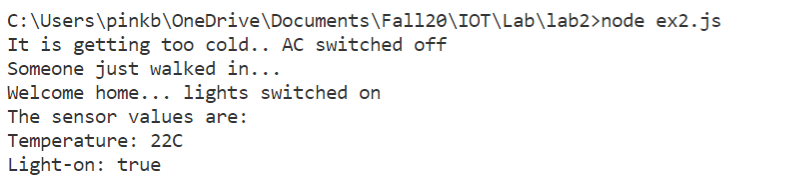 C:\Users\pinkb\OneDrive\Documents\Fall20\IOT\Lab\lab2>node ex2.js
It is getting too cold.. AC switched off
Someone just walked in...
Welcome home... lights switched on
The sensor values are:
Temperature: 22C
Light-on: true